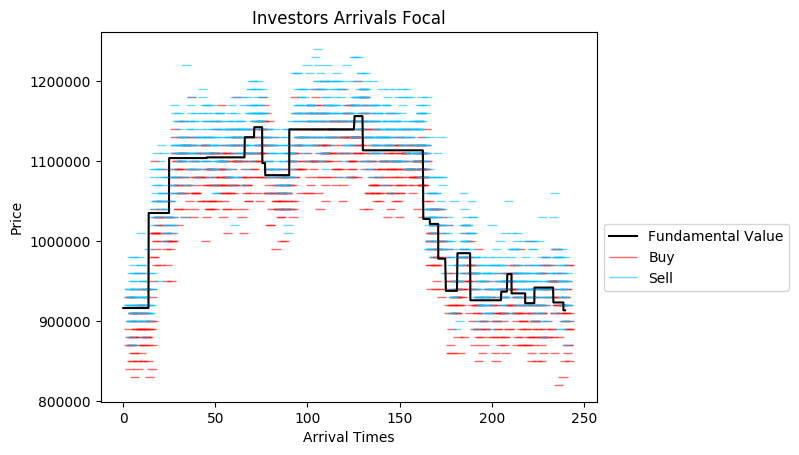 Investors Arrivals Focal
Price
1200000
1100000
1000000
900000
800000
0 50 100 150 200 250
Arrival Times
Fundamental Value
Buy
Sell